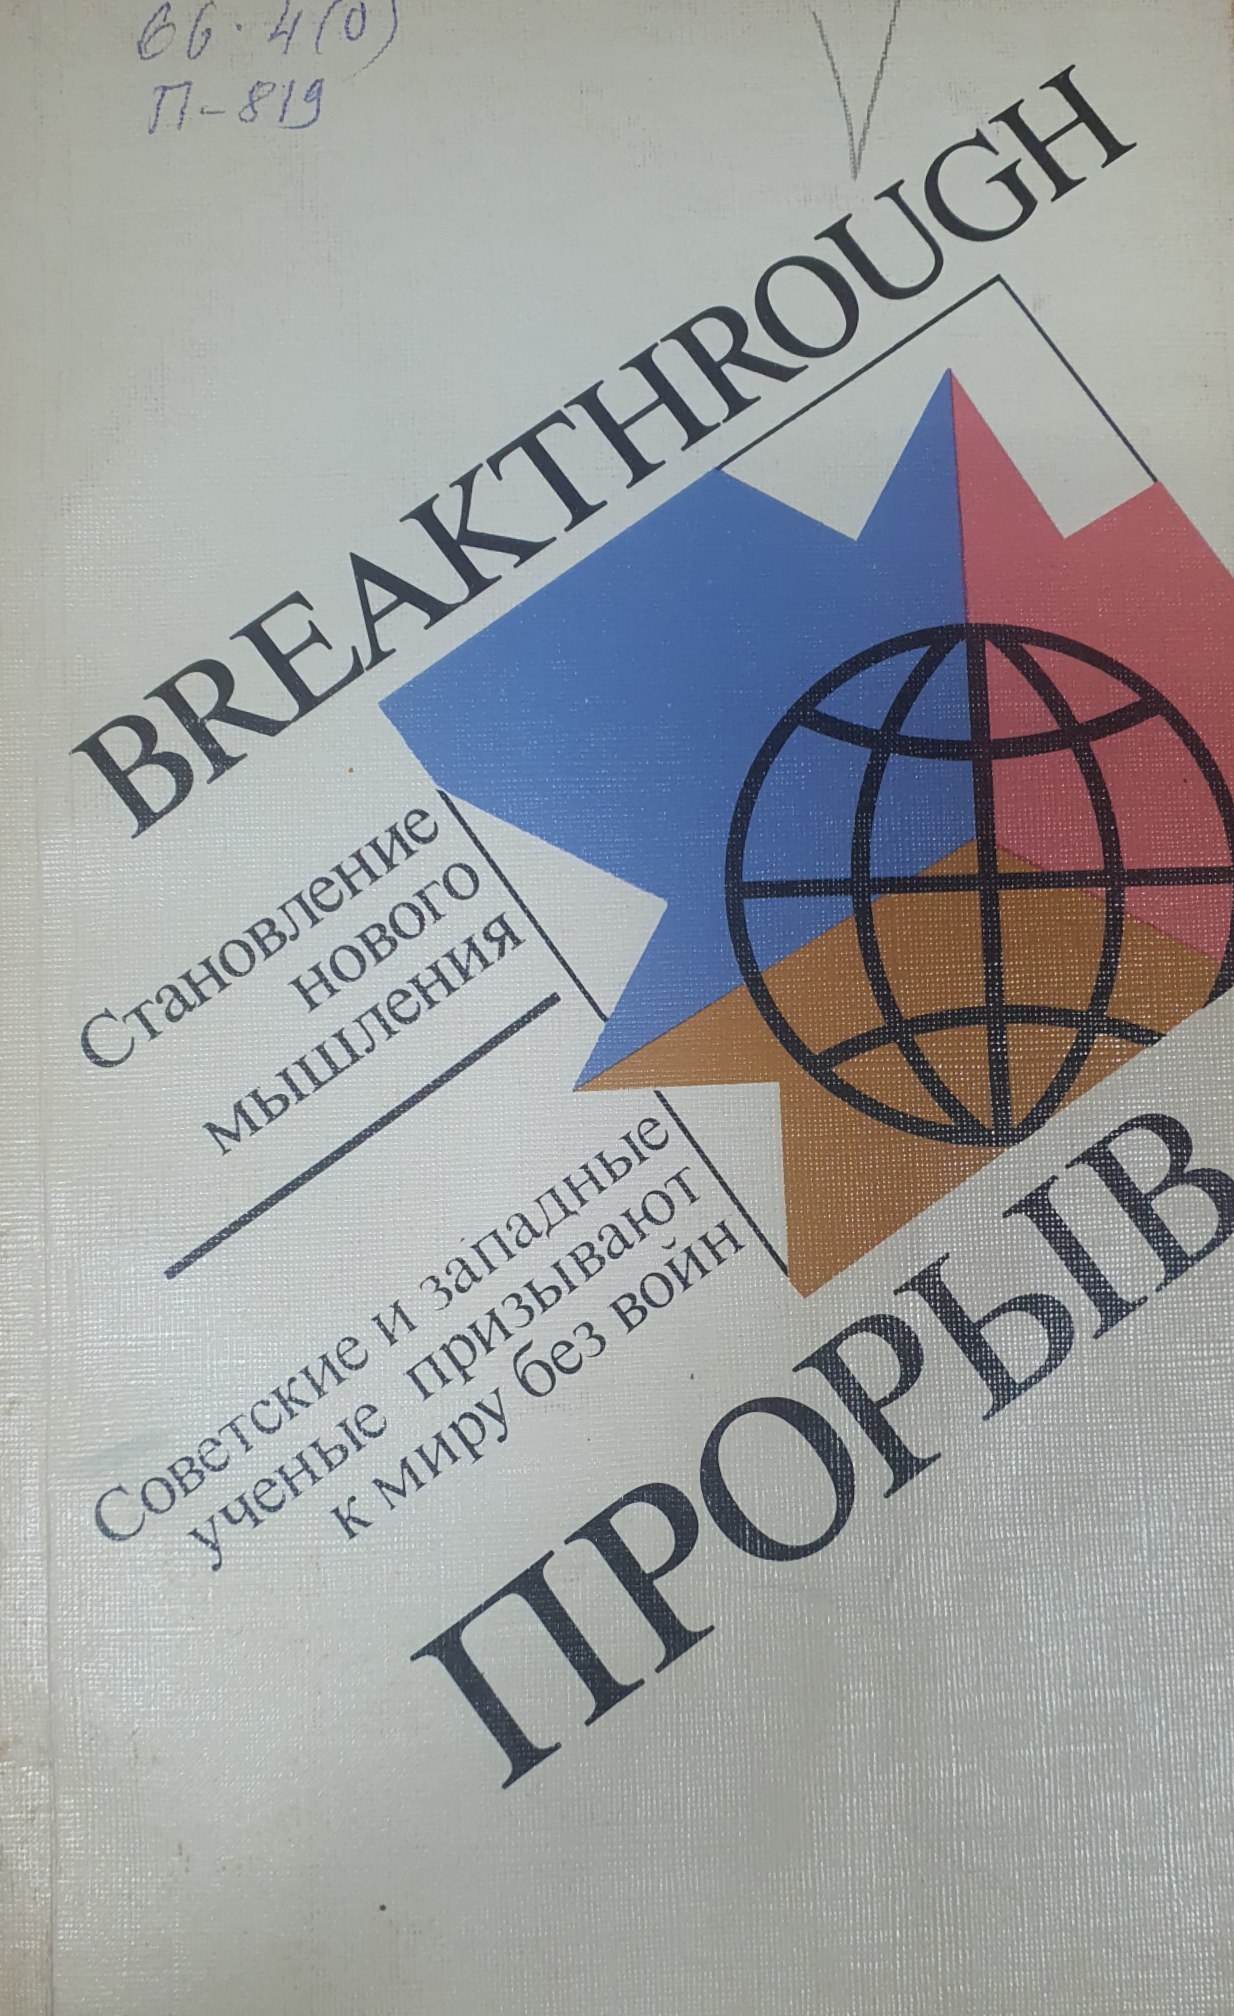 66.4(0)
П-819
BREAKTHROUGH
Становление
нового
мышления
Советские и западные
ученые призывают
к миру без войн
ПРОРЫВ